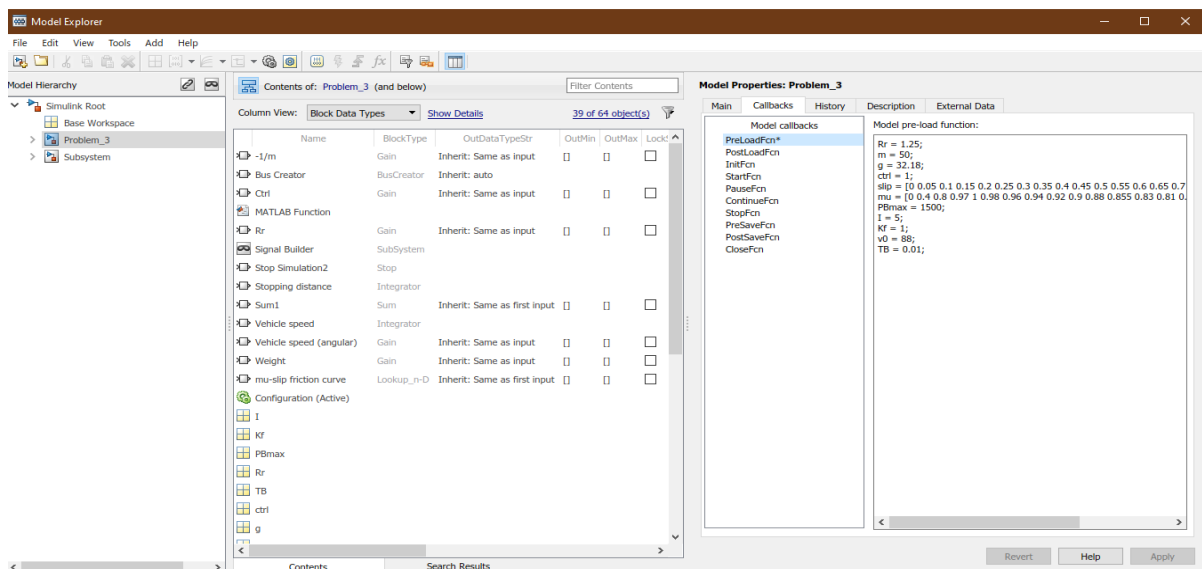 Model Explorer
File Edit View Tools Add Help
fx
Model Hierarchy
Simulink Root
Base Workspace
Problem_3
Subsystem
Contents of: Problem_3 (and below)
Filter Contents
Column View: Block Data Types Show Details 39 of 64 object(s)
Name BlockType OutDataTypeStr OutMin OutMax LockS
-1/m Gain Inherit: Same as input [] []
Bus Creator BusCreator Inherit: auto
Ctrl Gain Inherit: Same as input [] []
MATLAB Function
Rr Gain Inherit: Same as input [] []
Signal Builder SubSystem
Stop Simulation2 Stop
Stopping distance Integrator
Sum1 Sum Inherit: Same as first input [] []
Vehicle speed Integrator
Vehicle speed (angular) Gain Inherit: Same as input [] []
Weight Gain Inherit: Same as input [] []
mu-slip friction curve Lookup_n-D Inherit: Same as first input [] []
Configuration (Active)
I
Kf
PBmax
Rr
TB
ctrl
g
Contents Search Results
Model Properties: Problem_3
Main Callbacks History Description External Data
Model callbacks
PreLoadFcn*
PostLoadFcn
InitFcn
StartFcn
PauseFcn
ContinueFcn
StopFcn
PreSaveFcn
PostSaveFcn
CloseFcn
Model pre-load function:
Rr = 1.25;
m = 50;
g = 32.18;
ctrl = 1;
slip = [0 0.05 0.1 0.15 0.2 0.25 0.3 0.35 0.4 0.45 0.5 0.55 0.6 0.65 0.7
mu = [0 0.4 0.8 0.97 1 0.98 0.96 0.94 0.92 0.9 0.88 0.855 0.83 0.81 0.
PBmax = 1500;
I = 5;
Kf = 1;
v0 = 88;
TB = 0.01;
Revert Help Apply